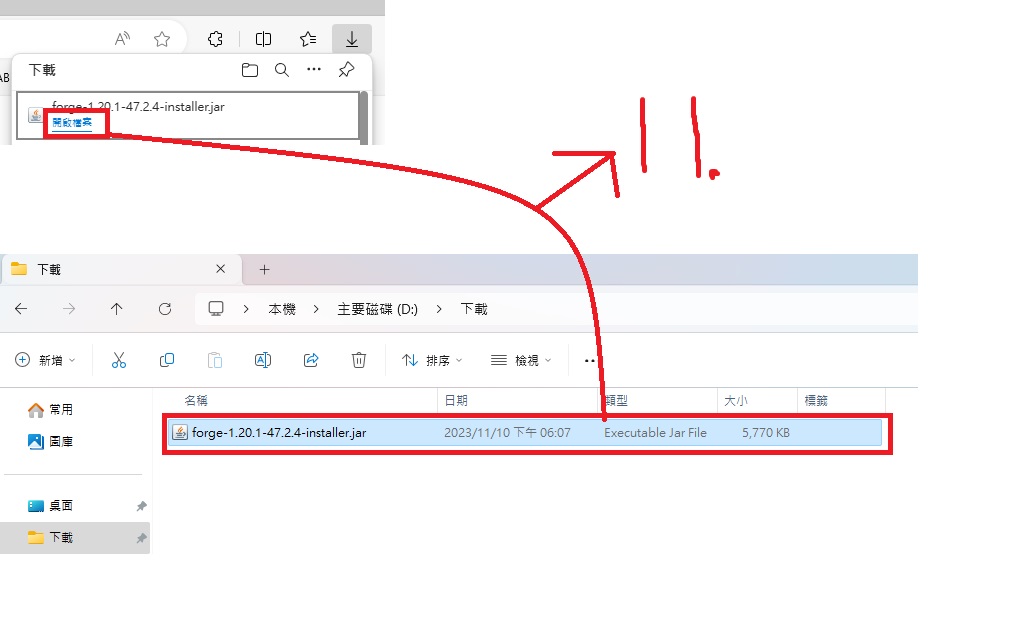 AB
下載
forge-1.20.1-47.2.4-installer.jar
開啟檔案
11.
下載
本機 > 主要磁碟 (D:) > 下載
新增 排序 檢視
名稱 日期 類型 大小 標籤
常用
forge-1.20.1-47.2.4-installer.jar 2023/11/10 下午 06:07 Executable Jar File 5,770 KB
圖庫
桌面
下載